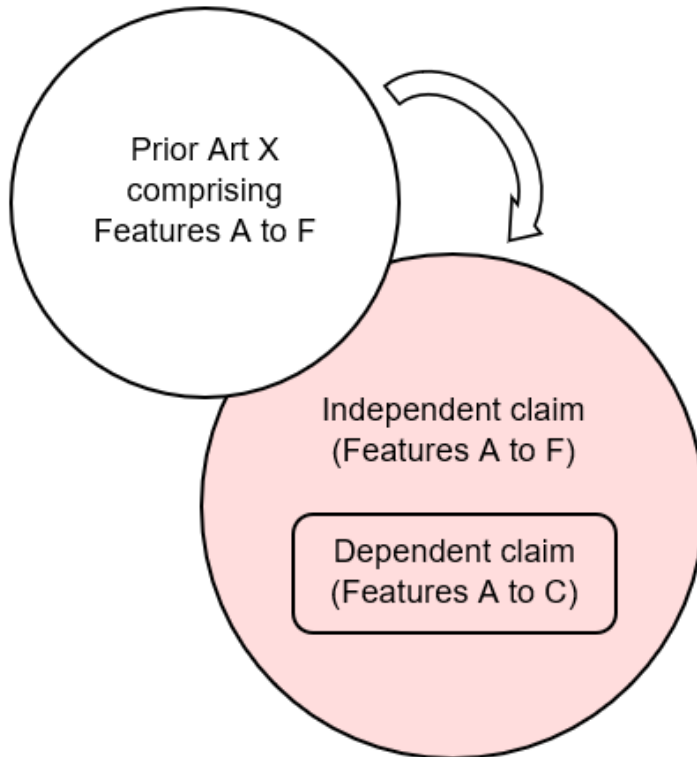 Prior Art X
comprising
Features A to F
Independent claim
(Features A to F)
Dependent claim
(Features A to C)